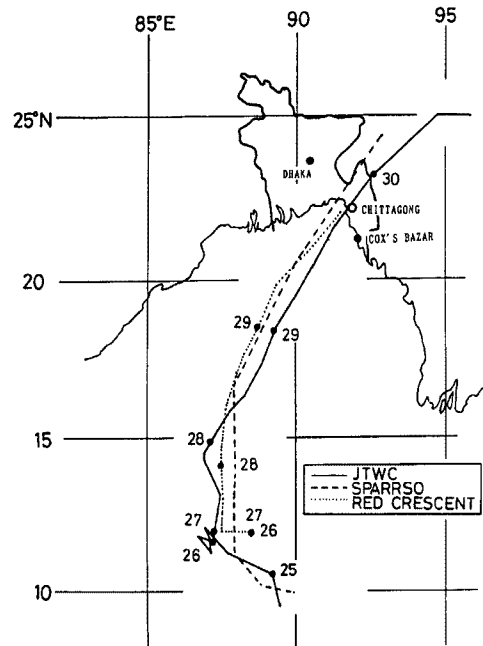 85°E 90 95
25°N
DHAKA
30
CHITTAGONG
COX'S BAZAR
20
29
29
28
15
28
JTWC
SPARRSO
RED CRESCENT
27
27
26
26
25
10